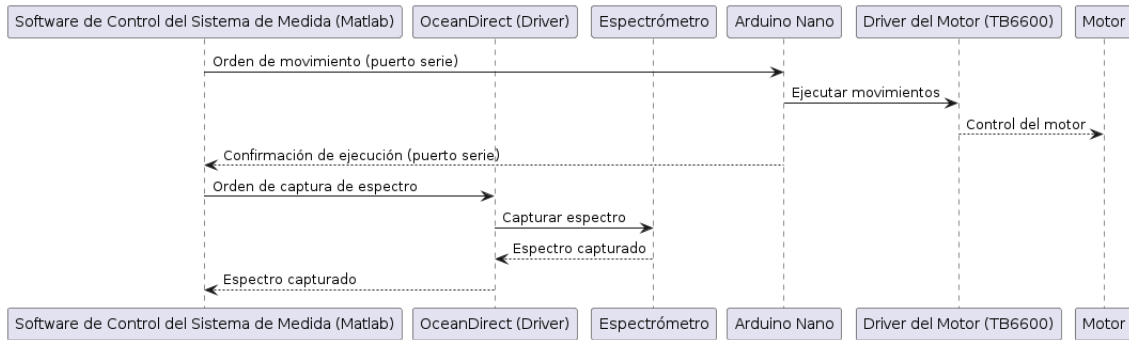 Software de Control del Sistema de Medida (Matlab)
OceanDirect (Driver)
Espectrómetro
Arduino Nano
Driver del Motor (TB6600)
Motor
Orden de movimiento (puerto serie)
Ejecutar movimientos
Control del motor
Confirmación de ejecución (puerto serie)
Orden de captura de espectro
Capturar espectro
Espectro capturado
Espectro capturado
Software de Control del Sistema de Medida (Matlab)
OceanDirect (Driver)
Espectrómetro
Arduino Nano
Driver del Motor (TB6600)
Motor